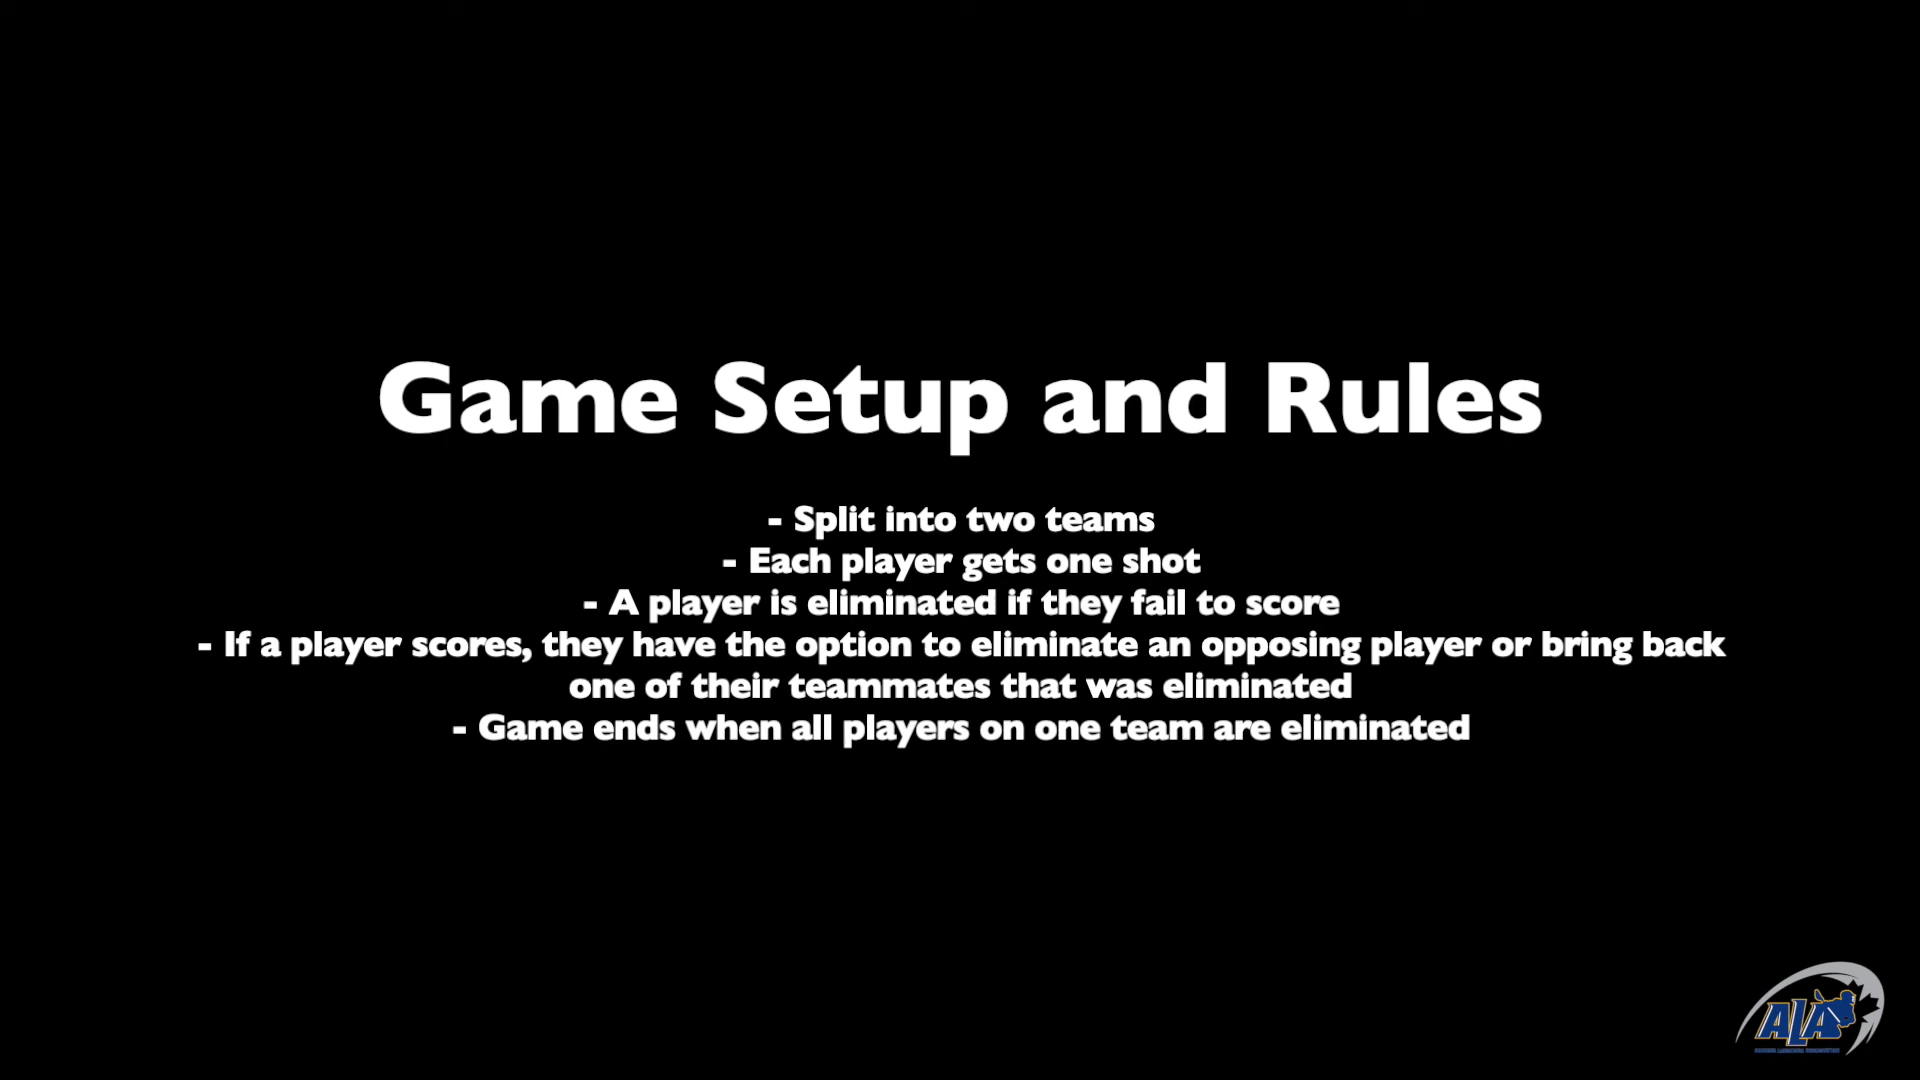 Game Setup and Rules
- Split into two teams
- Each player gets one shot
- A player is eliminated if they fail to score
- If a player scores, they have the option to eliminate an opposing player or bring back
one of their teammates that was eliminated
- Game ends when all players on one team are eliminated
ALA